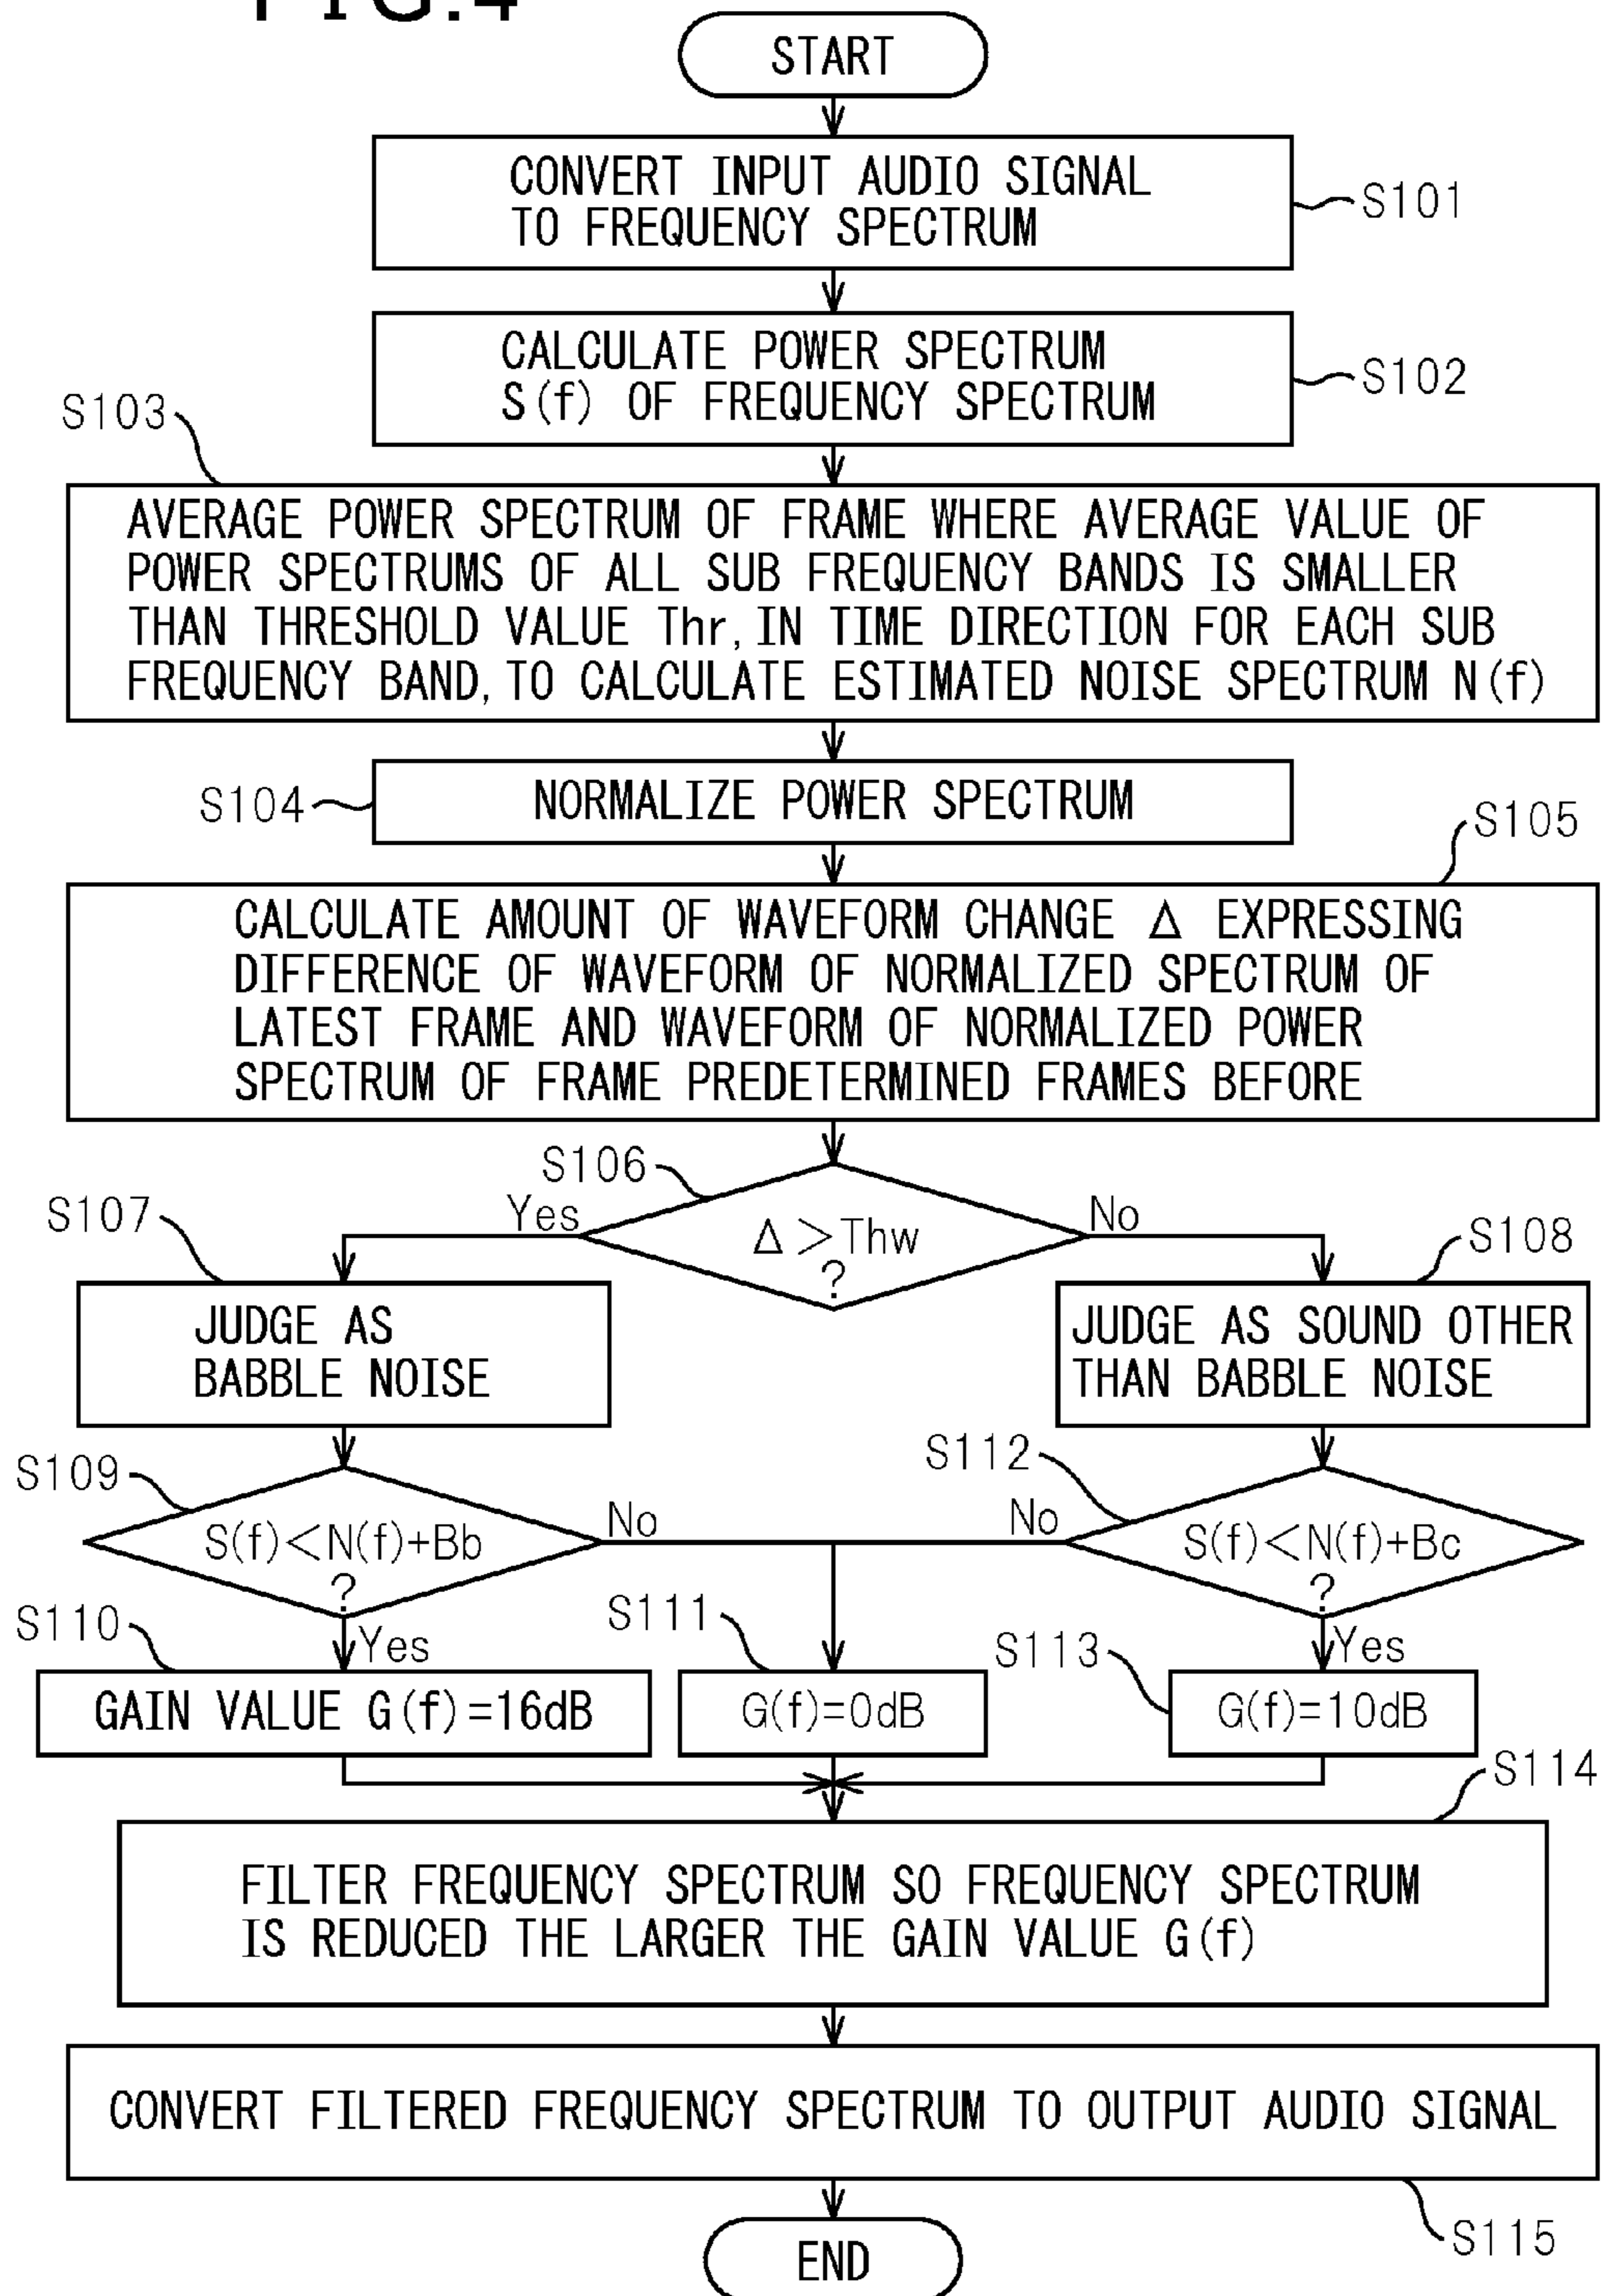 FIG.4
START
CONVERT INPUT AUDIO SIGNAL
TO FREQUENCY SPECTRUM
S101
CALCULATE POWER SPECTRUM
S(f) OF FREQUENCY SPECTRUM
S102
S103
AVERAGE POWER SPECTRUM OF FRAME WHERE AVERAGE VALUE OF
POWER SPECTRUMS OF ALL SUB FREQUENCY BANDS IS SMALLER
THAN THRESHOLD VALUE Thr, IN TIME DIRECTION FOR EACH SUB
FREQUENCY BAND, TO CALCULATE ESTIMATED NOISE SPECTRUM N(f)
S104
NORMALIZE POWER SPECTRUM
S105
CALCULATE AMOUNT OF WAVEFORM CHANGE Δ EXPRESSING
DIFFERENCE OF WAVEFORM OF NORMALIZED SPECTRUM OF
LATEST FRAME AND WAVEFORM OF NORMALIZED POWER
SPECTRUM OF FRAME PREDETERMINED FRAMES BEFORE
S106
Δ>Thw
?
Yes
No
S107
JUDGE AS
BABBLE NOISE
S108
JUDGE AS SOUND OTHER
THAN BABBLE NOISE
S109
S(f)<N(f)+Bb
?
No
Yes
S112
S(f)<N(f)+Bc
?
No
Yes
S110
GAIN VALUE G(f)=16dB
S111
G(f)=0dB
S113
G(f)=10dB
S114
FILTER FREQUENCY SPECTRUM SO FREQUENCY SPECTRUM
IS REDUCED THE LARGER THE GAIN VALUE G(f)
CONVERT FILTERED FREQUENCY SPECTRUM TO OUTPUT AUDIO SIGNAL
S115
END